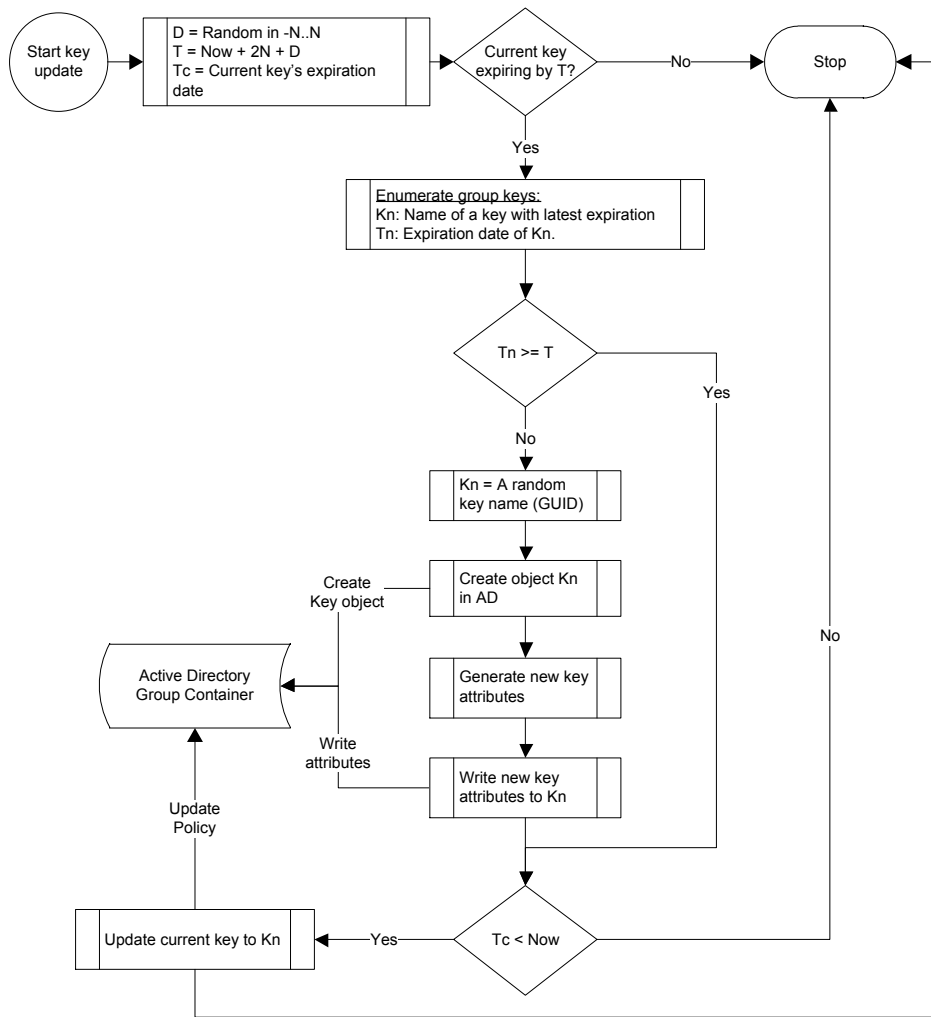 Start key
update
D = Random in -N..N
T = Now + 2N + D
Tc = Current key's expiration
date
Current key
expiring by T?
No
Stop
Yes
Enumerate group keys:
Kn: Name of a key with latest expiration
Tn: Expiration date of Kn.
Tn >= T
Yes
No
Kn = A random
key name (GUID)
Create
Key object
Create object Kn
in AD
No
Active Directory
Group Container
Generate new key
attributes
Write
attributes
Write new key
attributes to Kn
Update
Policy
Update current key to Kn
Yes
Tc < Now